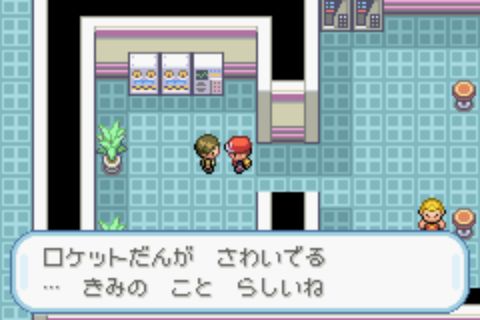 ロケットだんが　さわいでる
…　きみの　こと　らしいね